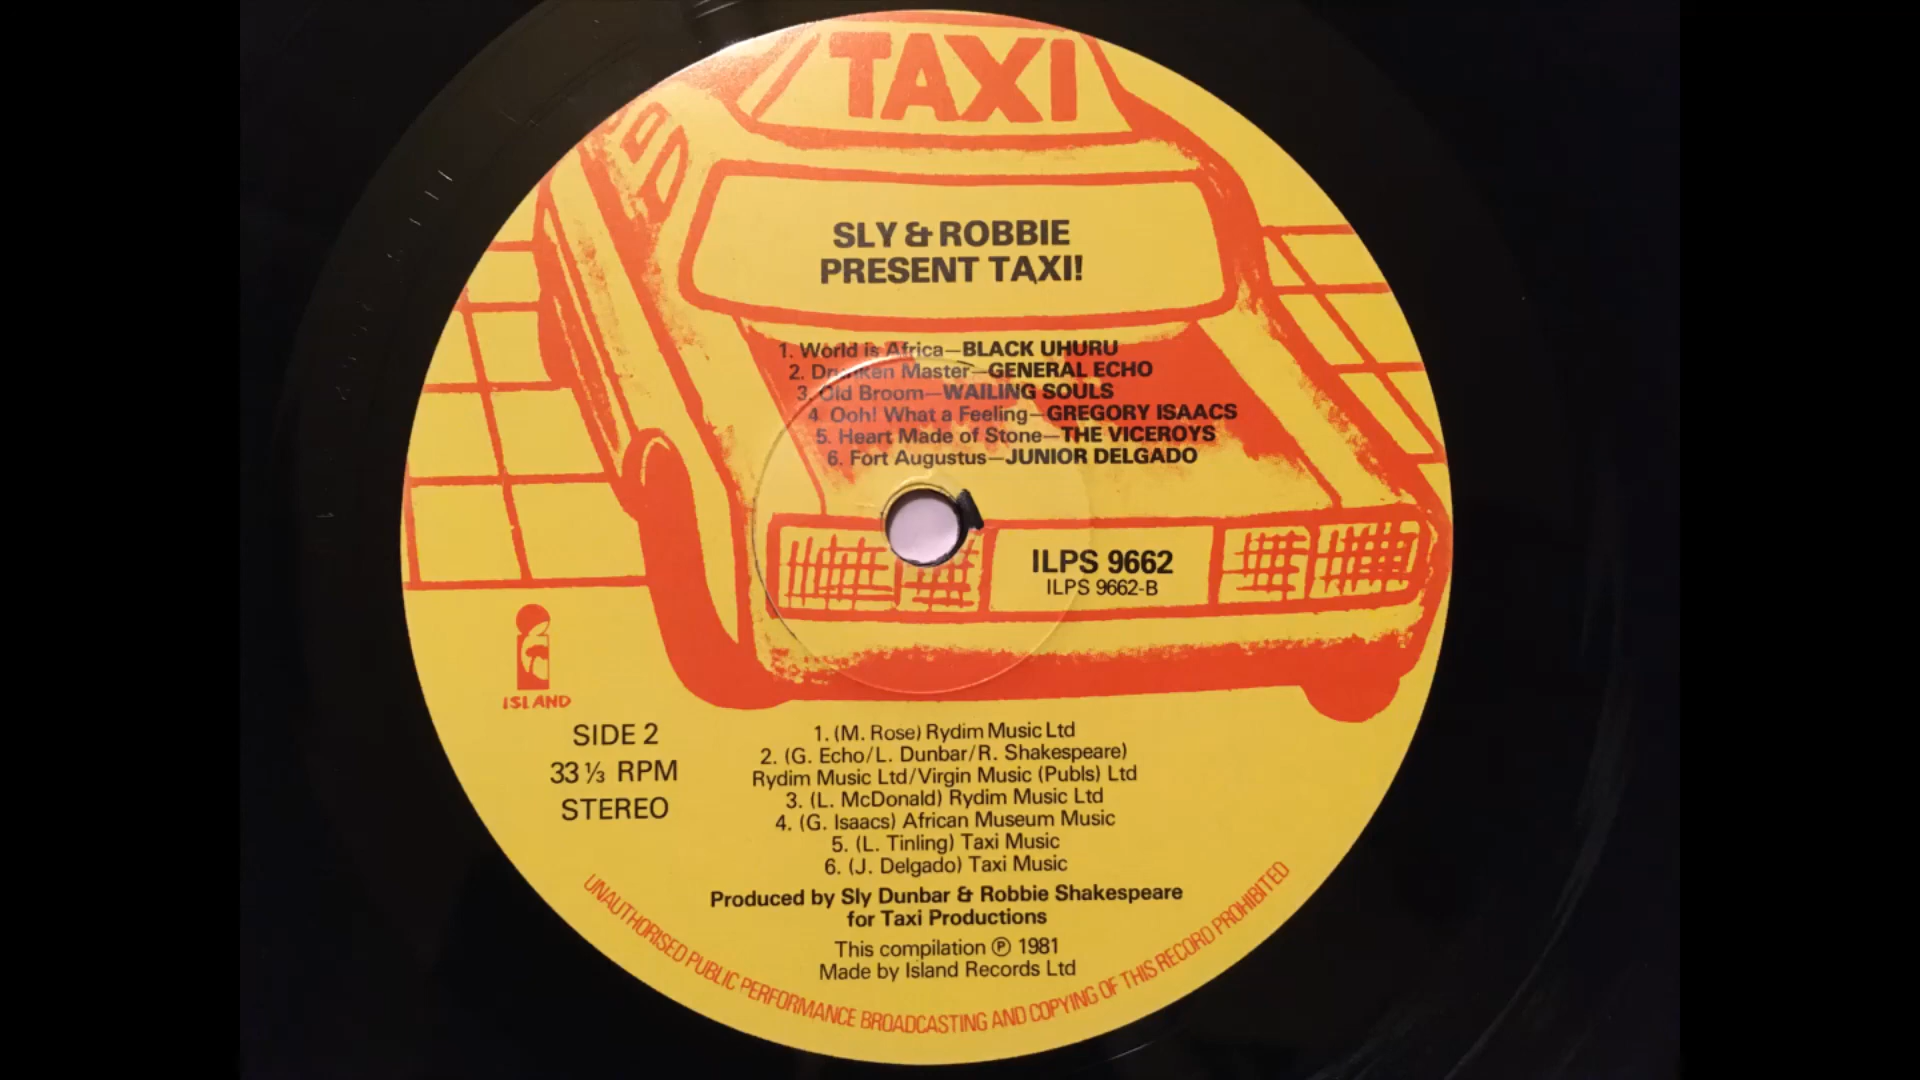 TAXI
SLY & ROBBIE
PRESENT TAXI!
1. World is Africa—BLACK UHURU
2. Drunken Master—GENERAL ECHO
3. Old Broom—WAILING SOULS
4. Ooh! What a Feeling—GREGORY ISAACS
5. Heart Made of Stone—THE VICEROYS
6. Fort Augustus—JUNIOR DELGADO
ILPS 9662
ILPS 9662-B
ISLAND
SIDE 2
33 ⅓ RPM
STEREO
1. (M. Rose) Rydim Music Ltd
2. (G. Echo/L. Dunbar/R. Shakespeare)
Rydim Music Ltd/Virgin Music (Publs) Ltd
3. (L. McDonald) Rydim Music Ltd
4. (G. Isaacs) African Museum Music
5. (L. Tinling) Taxi Music
6. (J. Delgado) Taxi Music
Produced by Sly Dunbar & Robbie Shakespeare
for Taxi Productions
This compilation ℗ 1981
Made by Island Records Ltd
UNAUTHORISED PUBLIC PERFORMANCE BROADCASTING AND COPYING OF THIS RECORD PROHIBITED